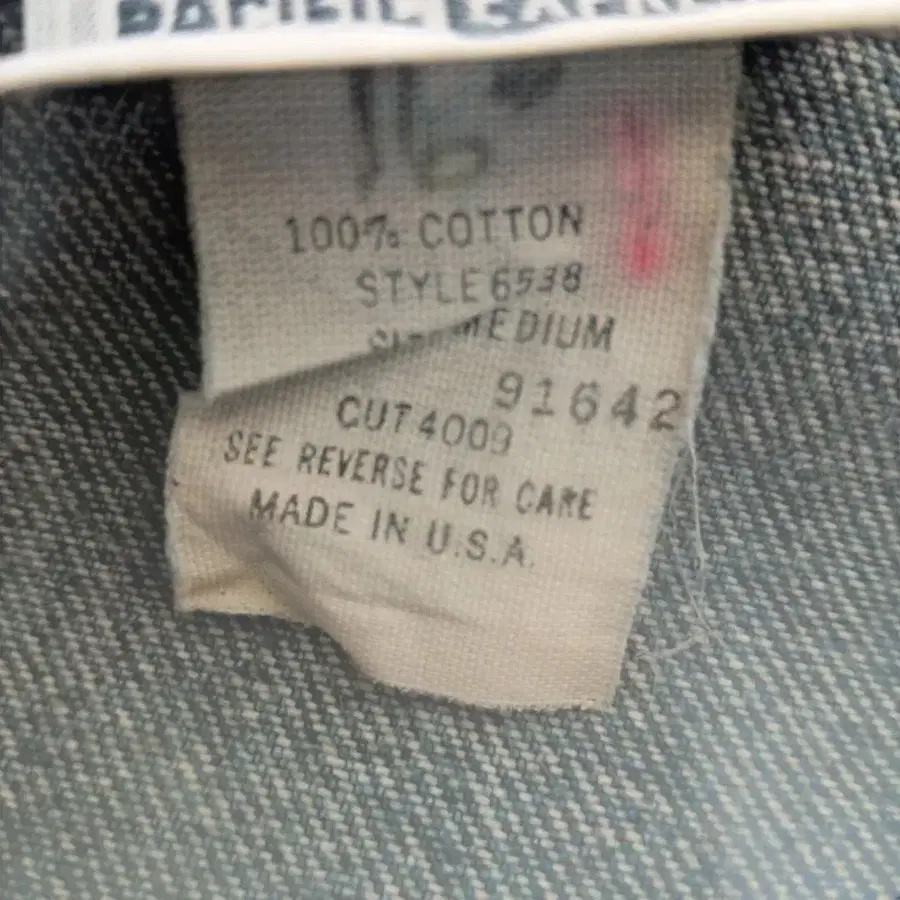 100% COTTON
STYLE 6538
MEDIUM
91642
CUT 4009
SEE REVERSE FOR CARE
MADE IN U.S.A.